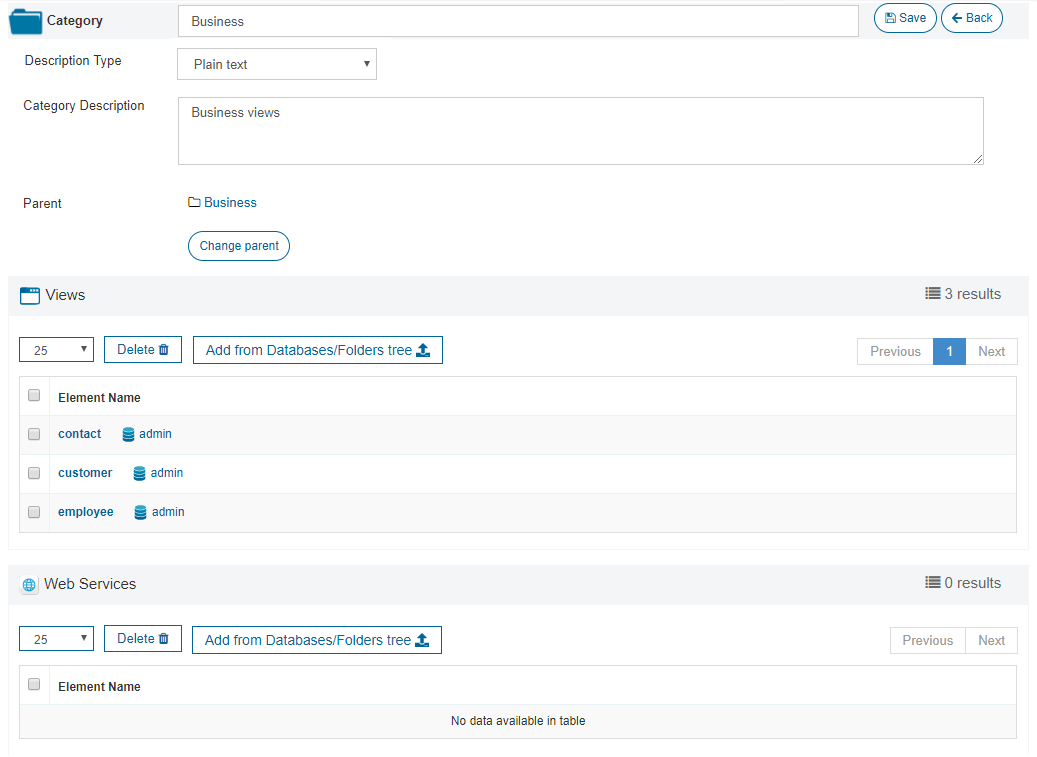 Category Business Save Back
Description Type Plain text
Category Description Business views
Parent Business
Change parent
Views 3 results
25 Delete Add from Databases/Folders tree Previous 1 Next
Element Name
contact admin
customer admin
employee admin
Web Services 0 results
25 Delete Add from Databases/Folders tree Previous Next
Element Name
No data available in table